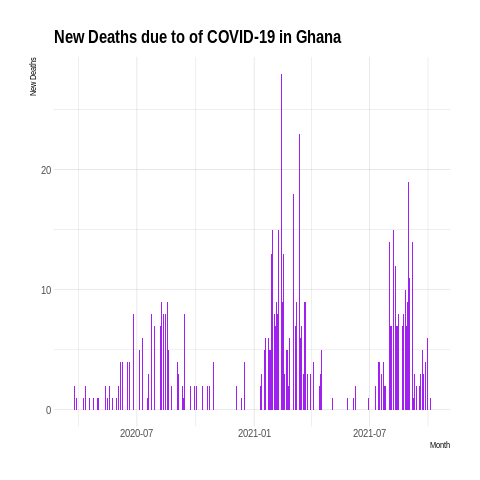 New Deaths due to of COVID-19 in Ghana
New Deaths
20
10
0
2020-07
2021-01
2021-07
Month